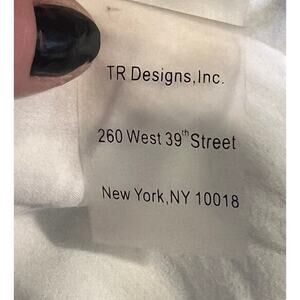 TR Designs,Inc.
260 West 39th Street
New York,NY 10018